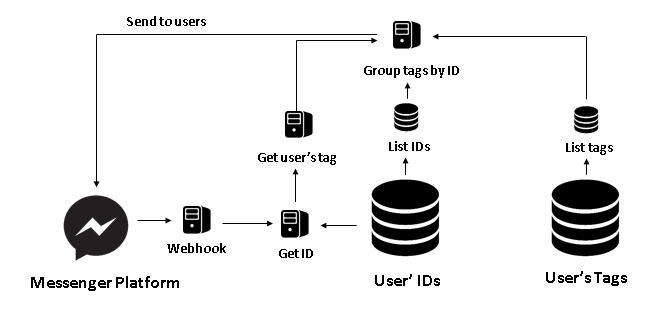 Send to users
Group tags by ID
List IDs
List tags
Get user's tag
Webhook
Get ID
Messenger Platform
User' IDs
User's Tags